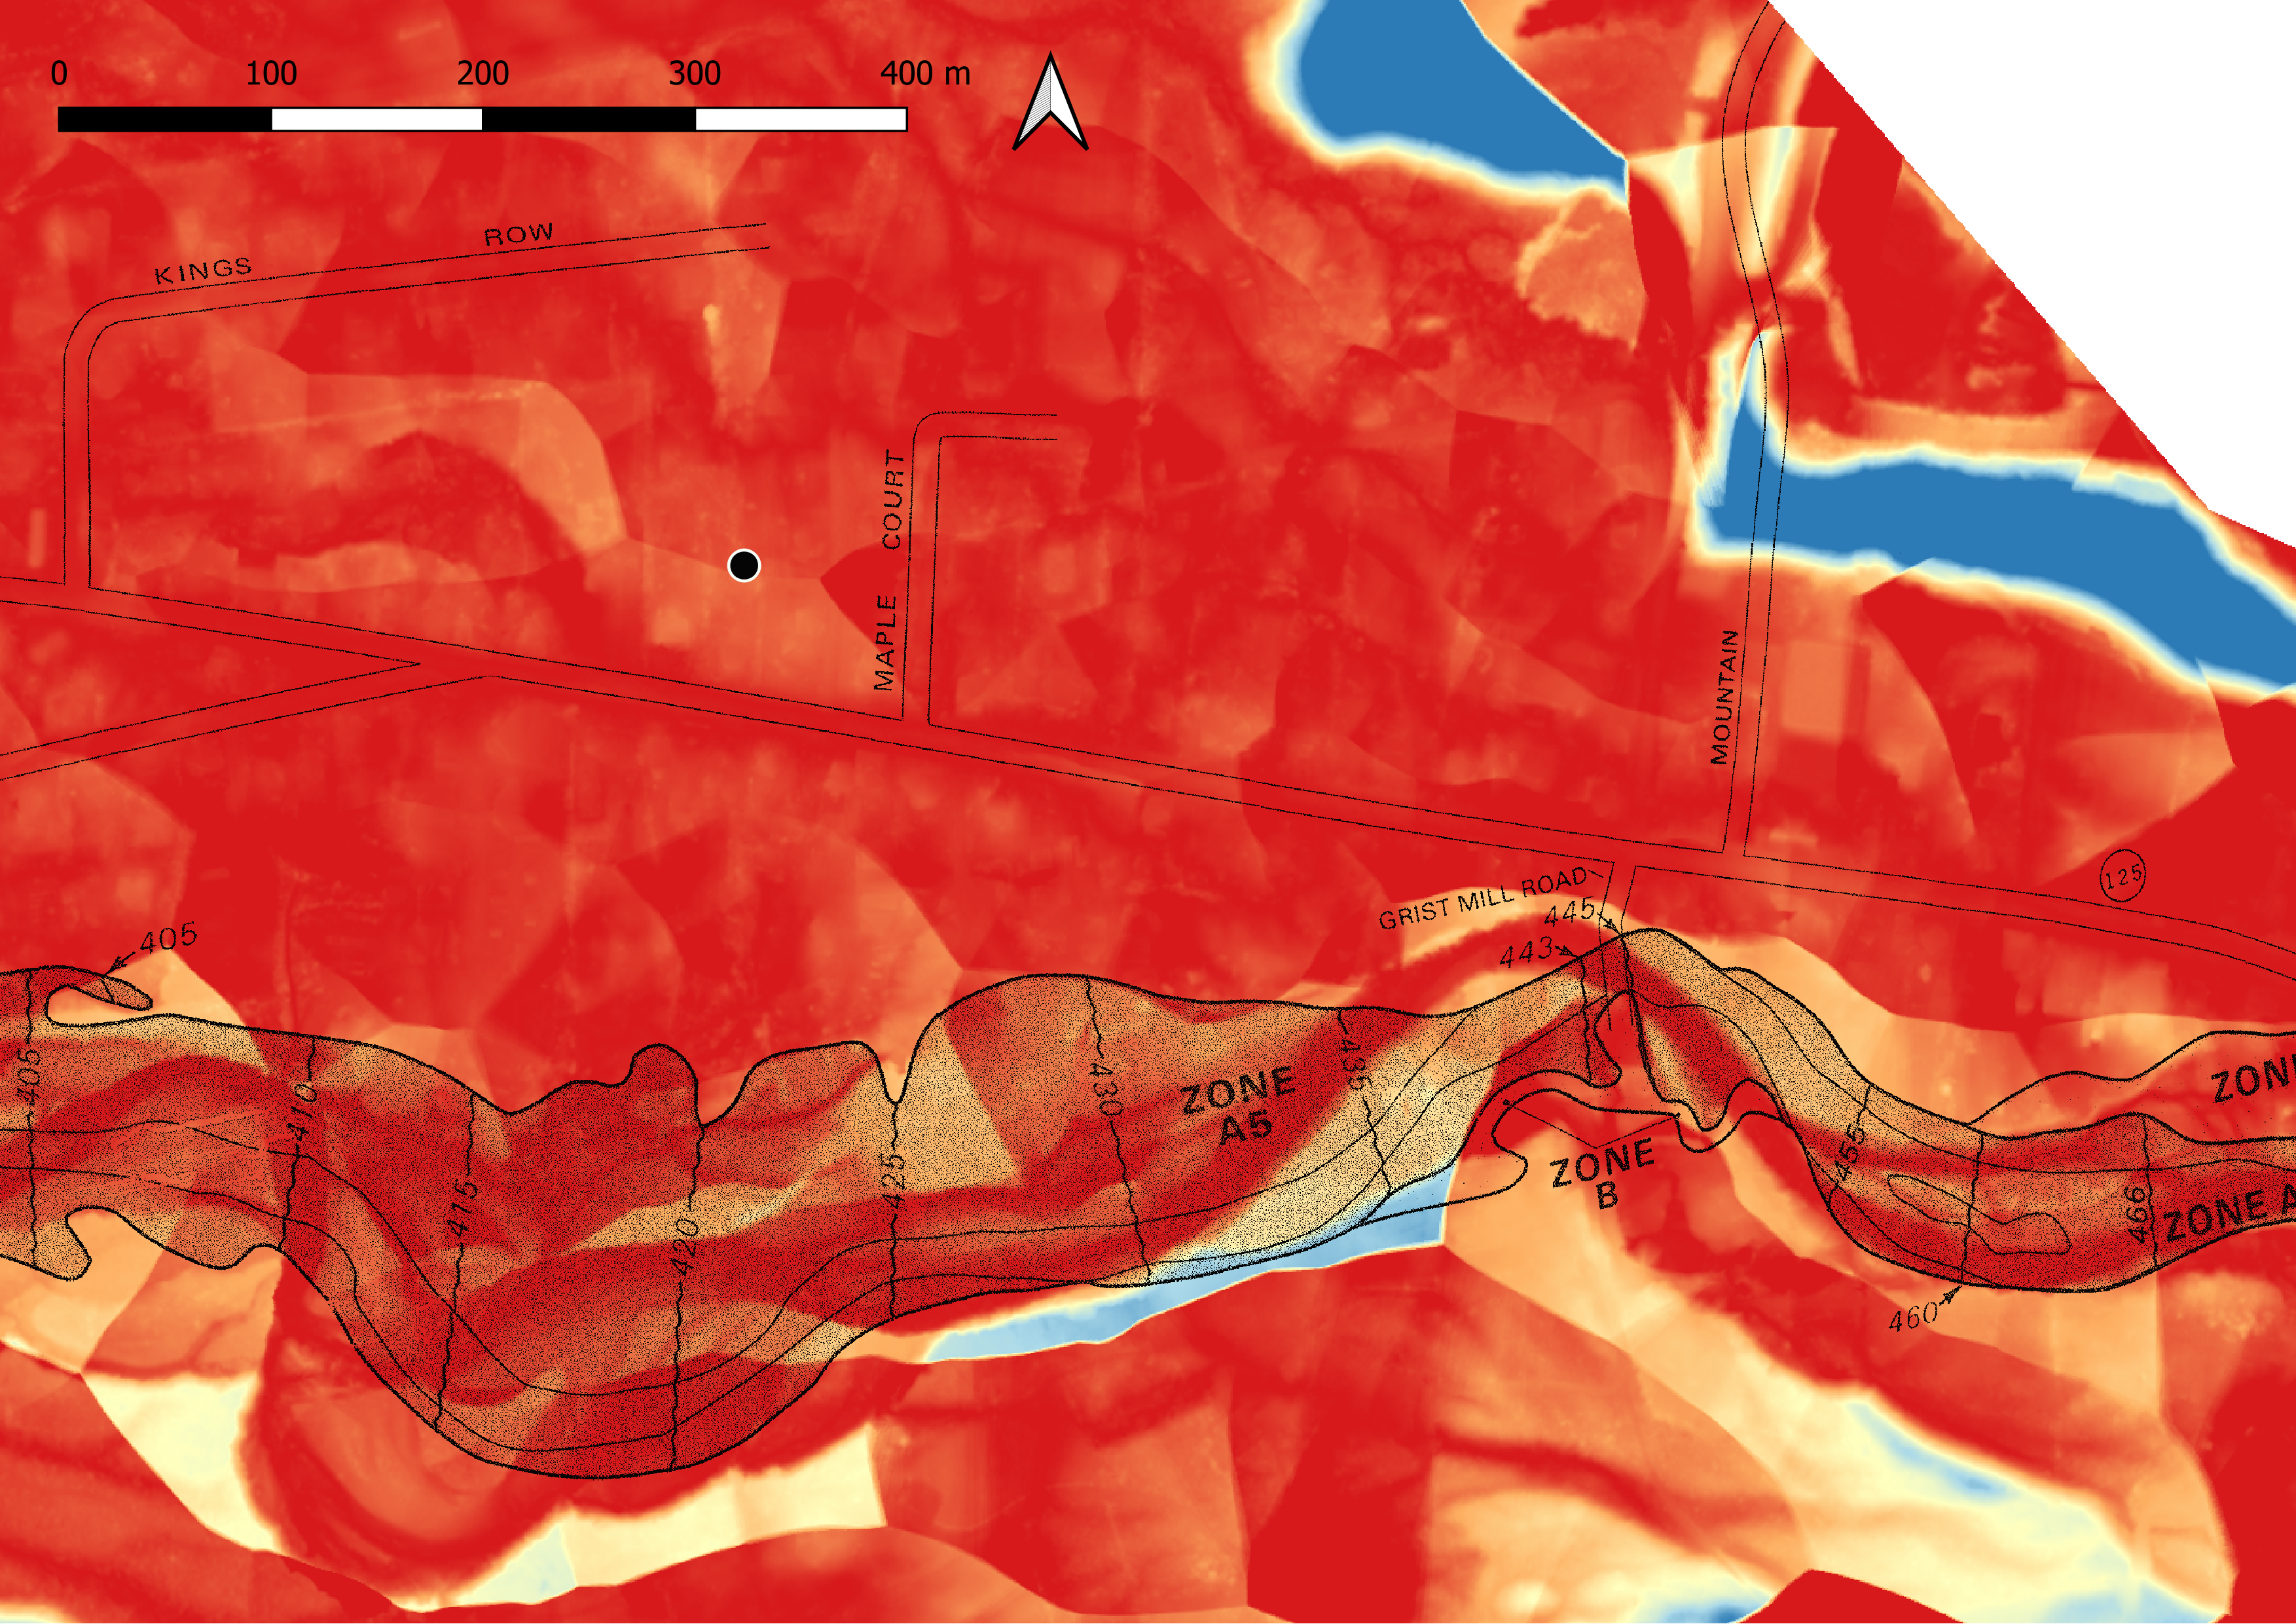 0 100 200 300 400 m
KINGS ROW
MAPLE COURT
MOUNTAIN
125
GRIST MILL ROAD
445
443
405
405
410
415
420
425
430
435
ZONE
A5
ZONE
B
455
460
466
ZONE A
ZON